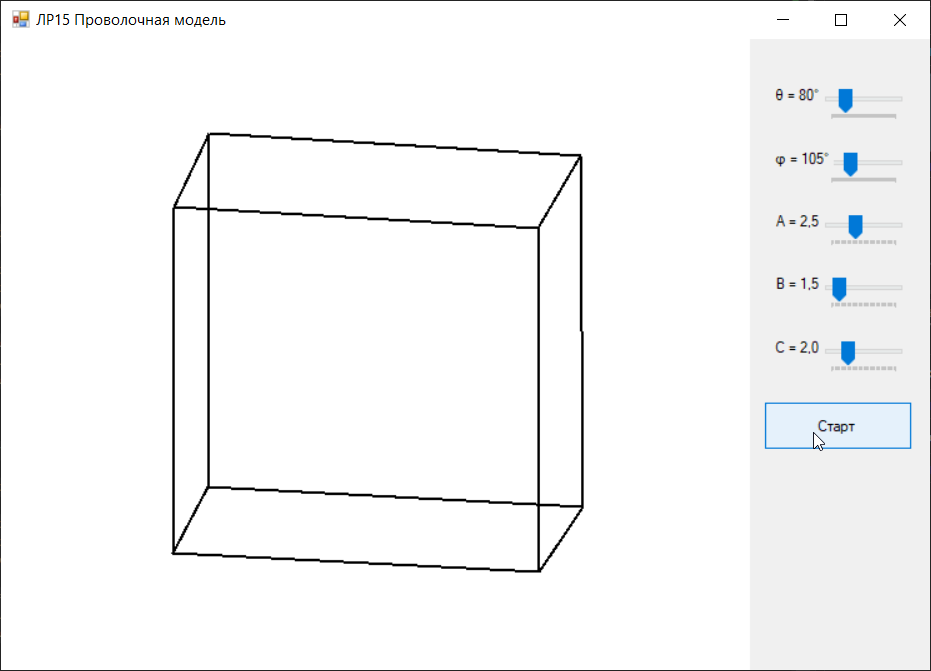 ЛР15 Проволочная модель
θ = 80°
φ = 105°
A = 2,5
B = 1,5
C = 2,0
Старт